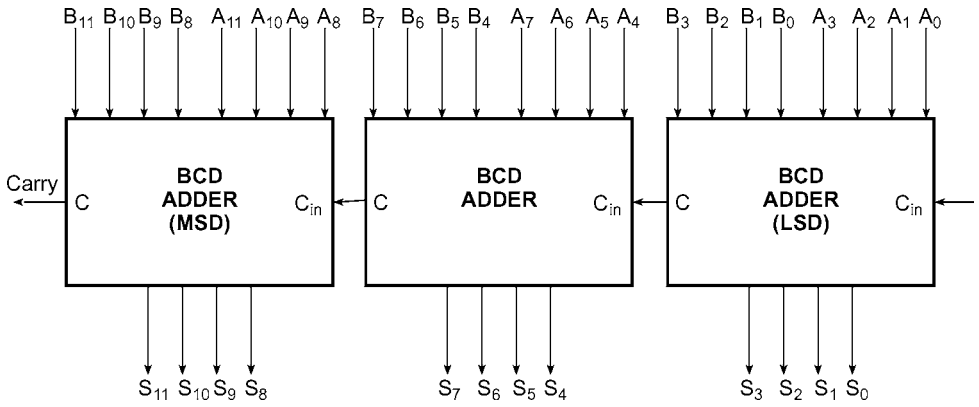 B₁₁ B₁₀ B₉ B₈ A₁₁ A₁₀ A₉ A₈ B₇ B₆ B₅ B₄ A₇ A₆ A₅ A₄ B₃ B₂ B₁ B₀ A₃ A₂ A₁ A₀
Carry C BCD ADDER (MSD) Cᵢₙ C BCD ADDER Cᵢₙ C BCD ADDER (LSD) Cᵢₙ
S₁₁ S₁₀ S₉ S₈ S₇ S₆ S₅ S₄ S₃ S₂ S₁ S₀